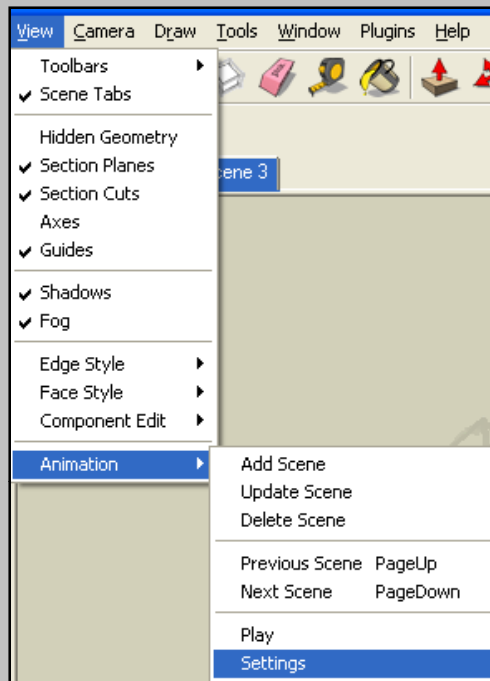 View Camera Draw Tools Window Plugins Help
Toolbars
Scene Tabs
Hidden Geometry
Section Planes
cene 3
Section Cuts
Axes
Guides
Shadows
Fog
Edge Style
Face Style
Component Edit
Animation
Add Scene
Update Scene
Delete Scene
Previous Scene PageUp
Next Scene PageDown
Play
Settings